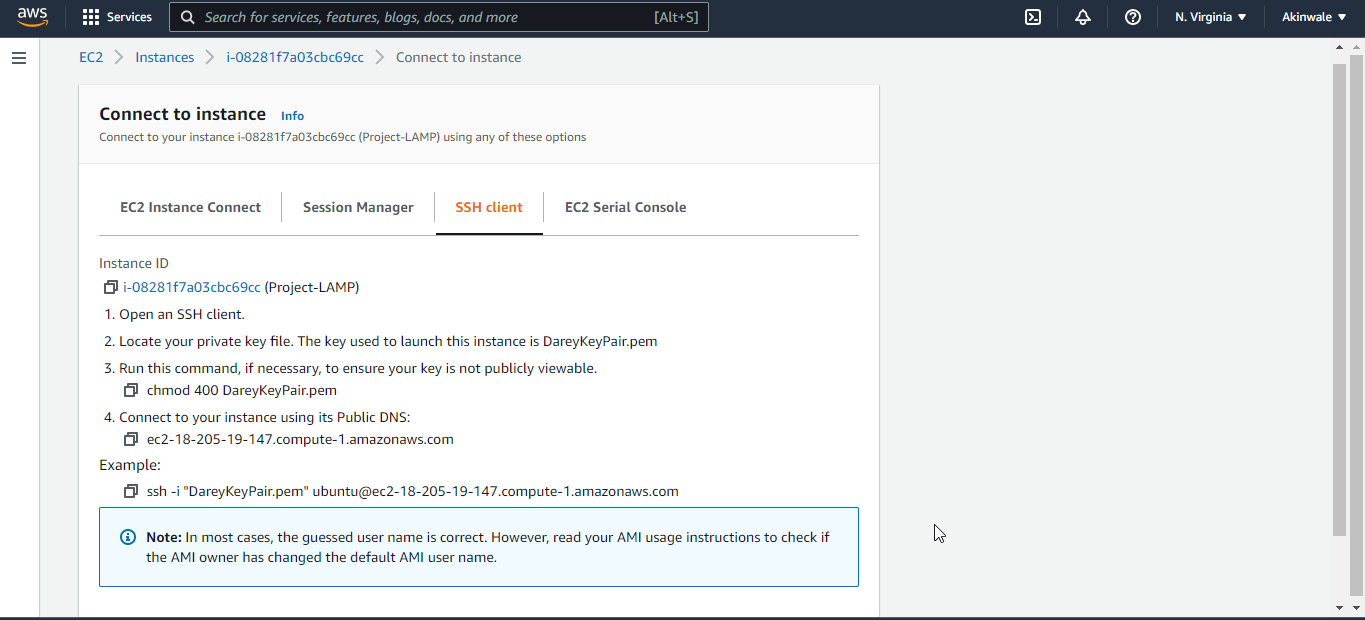 aws
Services
Search for services, features, blogs, docs, and more [Alt+S]
N. Virginia
Akinwale
EC2 Instances i-08281f7a03cbc69cc Connect to instance
Connect to instance Info
Connect to your instance i-08281f7a03cbc69cc (Project-LAMP) using any of these options
EC2 Instance Connect Session Manager SSH client EC2 Serial Console
Instance ID
i-08281f7a03cbc69cc (Project-LAMP)
1. Open an SSH client.
2. Locate your private key file. The key used to launch this instance is DareyKeyPair.pem
3. Run this command, if necessary, to ensure your key is not publicly viewable.
chmod 400 DareyKeyPair.pem
4. Connect to your instance using its Public DNS:
ec2-18-205-19-147.compute-1.amazonaws.com
Example:
ssh -i "DareyKeyPair.pem" ubuntu@ec2-18-205-19-147.compute-1.amazonaws.com
Note: In most cases, the guessed user name is correct. However, read your AMI usage instructions to check if
the AMI owner has changed the default AMI user name.